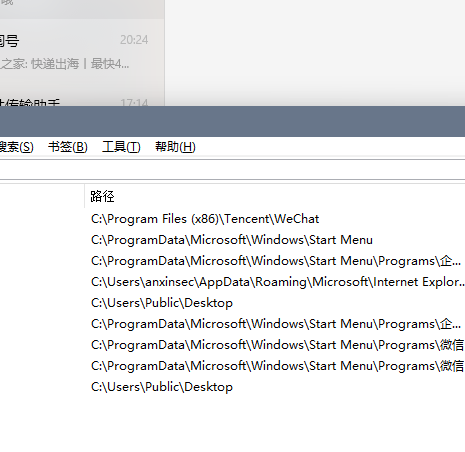 阅号
20:24
之家: 快递出海丨最快4...
传输助手
17:14
搜索(S) 书签(B) 工具(T) 帮助(H)
路径
C:\Program Files (x86)\Tencent\WeChat
C:\ProgramData\Microsoft\Windows\Start Menu
C:\ProgramData\Microsoft\Windows\Start Menu\Programs\企...
C:\Users\anxinsec\AppData\Roaming\Microsoft\Internet Explor...
C:\Users\Public\Desktop
C:\ProgramData\Microsoft\Windows\Start Menu\Programs\企...
C:\ProgramData\Microsoft\Windows\Start Menu\Programs\微信
C:\ProgramData\Microsoft\Windows\Start Menu\Programs\微信
C:\Users\Public\Desktop